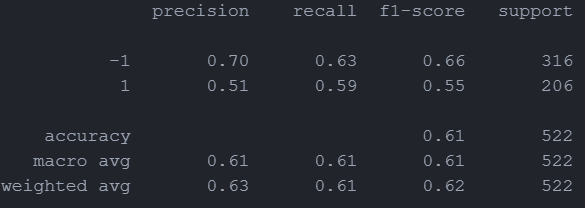 precision recall f1-score support
-1 0.70 0.63 0.66 316
1 0.51 0.59 0.55 206
accuracy 0.61 522
macro avg 0.61 0.61 0.61 522
weighted avg 0.63 0.61 0.62 522